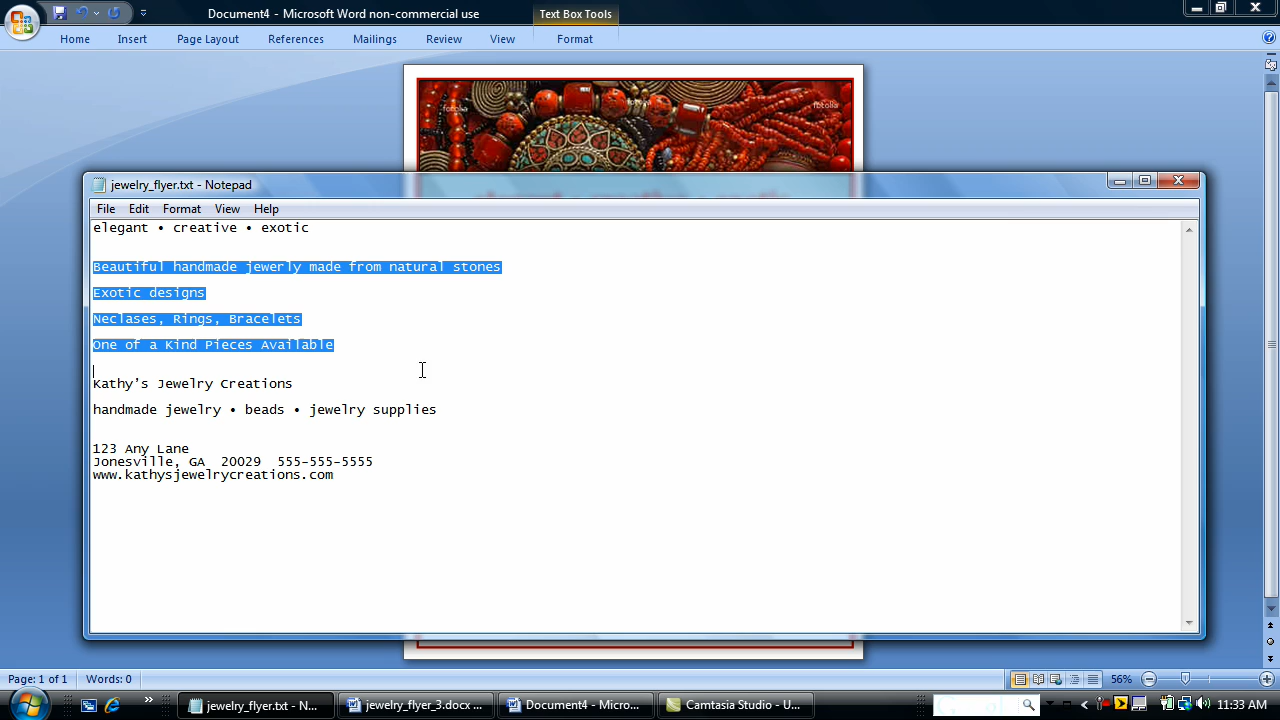 Document4 - Microsoft Word non-commercial use
Text Box Tools
Home Insert Page Layout References Mailings Review View Format
fotolia fotolia fotolia
jewelry_flyer.txt - Notepad
File Edit Format View Help
elegant • creative • exotic
Beautiful handmade jewerly made from natural stones
Exotic designs
Neclases, Rings, Bracelets
One of a Kind Pieces Available
Kathy's Jewelry Creations
handmade jewelry • beads • jewelry supplies
123 Any Lane
Jonesville, GA 20029 555-555-5555
www.kathysjewelrycreations.com
Page: 1 of 1 Words: 0 56%
jewelry_flyer.txt - N... jewelry_flyer_3.docx ... Document4 - Micro... Camtasia Studio - U... 11:33 AM